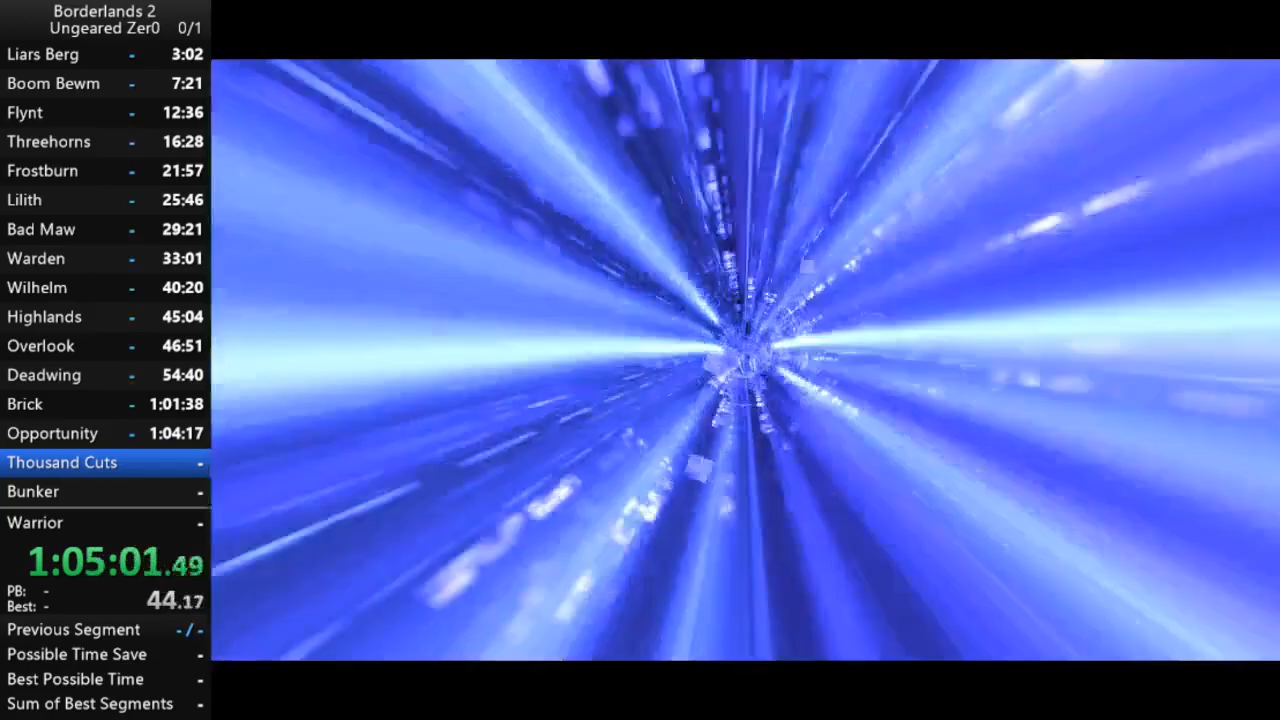 Borderlands 2
Ungeared Zer0 0/1
Liars Berg - 3:02
Boom Bewm - 7:21
Flynt - 12:36
Threehorns - 16:28
Frostburn - 21:57
Lilith - 25:46
Bad Maw - 29:21
Warden - 33:01
Wilhelm - 40:20
Highlands - 45:04
Overlook - 46:51
Deadwing - 54:40
Brick - 1:01:38
Opportunity - 1:04:17
Thousand Cuts -
Bunker -
Warrior -
1:05:01.49
PB: -
Best: - 44.17
Previous Segment - / -
Possible Time Save -
Best Possible Time -
Sum of Best Segments -